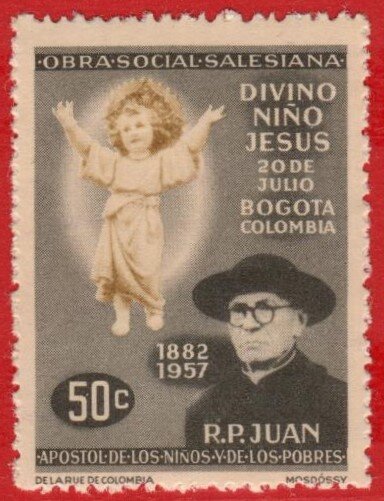 ·OBRA·SOCIAL·SALESIANA·
DIVINO
NIÑO
JESUS
20 DE
JULIO
BOGOTA
COLOMBIA
1882
1957
50c
R.P. JUAN
·APOSTOL·DE·LOS·NIÑOS·Y·DE·LOS·POBRES·
DE LA RUE DE COLOMBIA
MOSDÓSSY